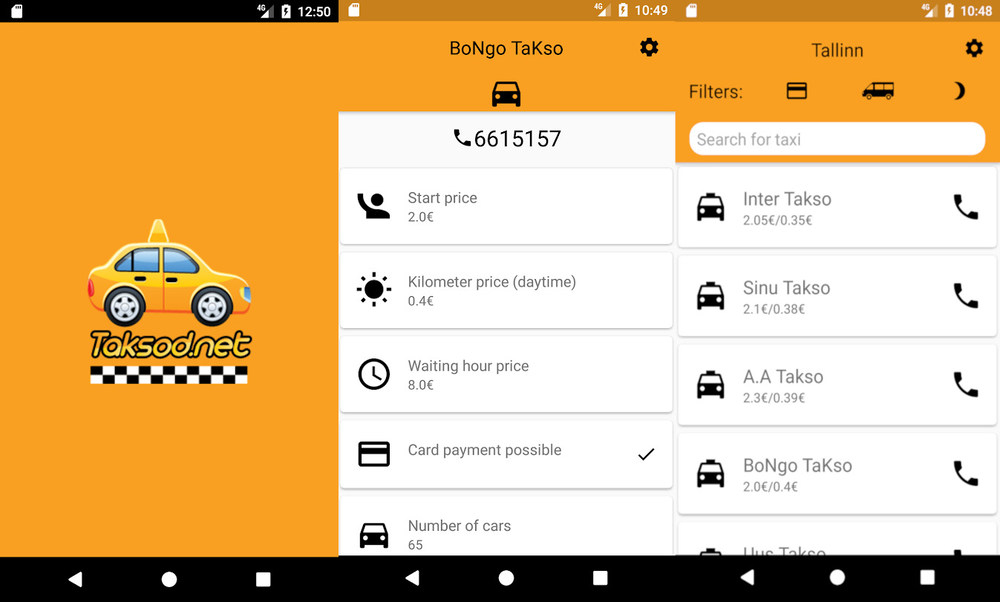 4G 12:50
Taksod.net
4G 10:49
BoNgo TaKso
6615157
Start price
2.0€
Kilometer price (daytime)
0.4€
Waiting hour price
8.0€
Card payment possible
Number of cars
65
4G 10:48
Tallinn
Filters:
Search for taxi
Inter Takso
2.05€/0.35€
Sinu Takso
2.1€/0.38€
A.A Takso
2.3€/0.39€
BoNgo TaKso
2.0€/0.4€
Uus Takso